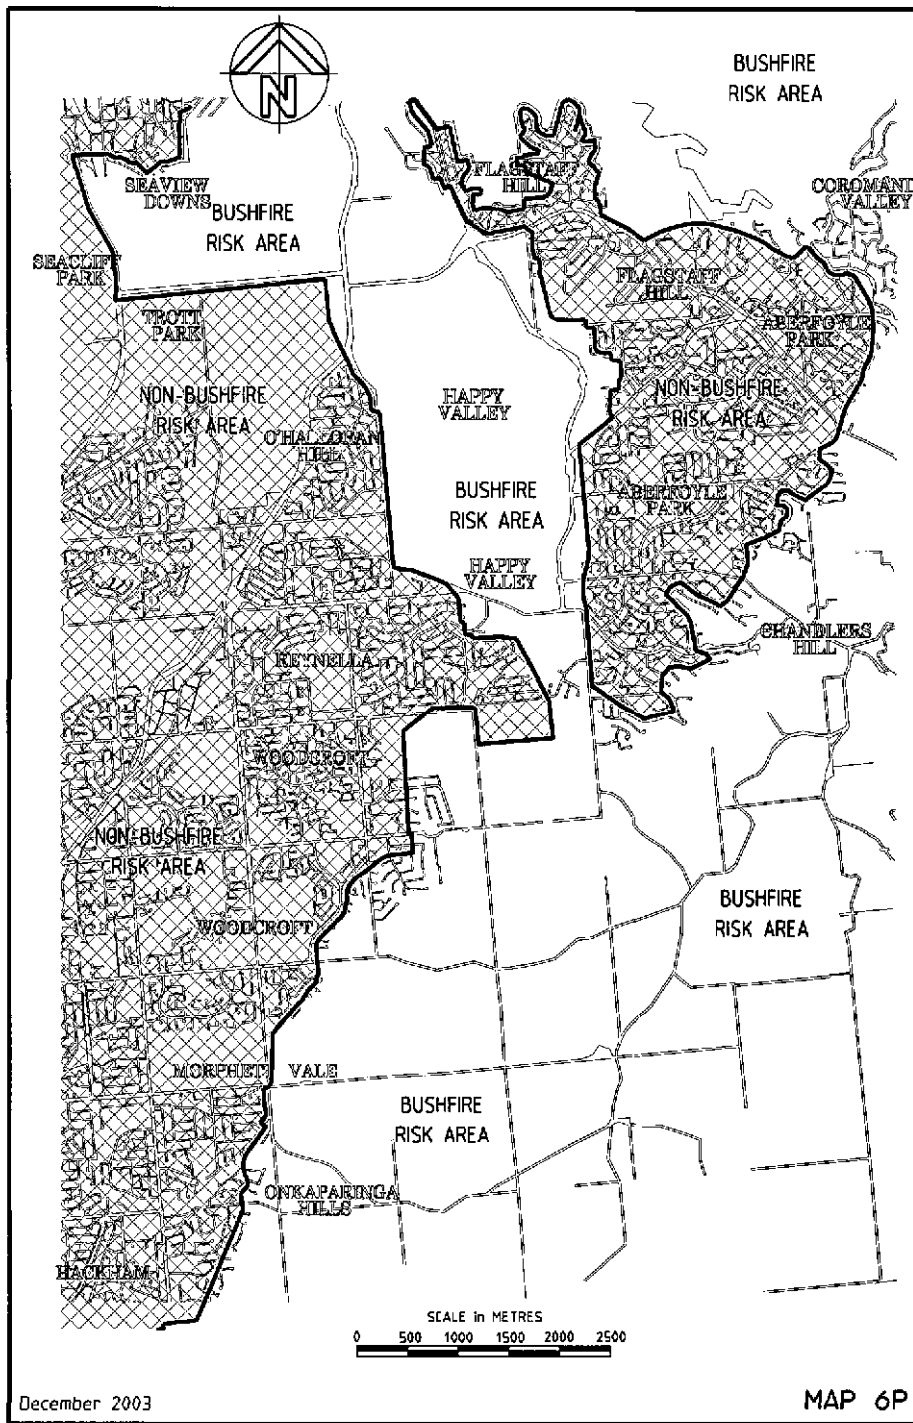 BUSHFIRE
RISK AREA
N
FLAGSTAFF
HILL
SEAVIEW
DOWNS
COROMAND
VALLEY
BUSHFIRE
RISK AREA
SEACLIFF
PARK
FLAGSTAFF
HILL
TROTT
PARK
ABERFOYLE
PARK
NON-BUSHFIRE
RISK AREA
HAPPY
VALLEY
NON-BUSHFIRE
RISK AREA
O'HALLORAN
HILL
BUSHFIRE
RISK AREA
ABERFOYLE
PARK
HAPPY
VALLEY
CHANDLERS
HILL
REYNELLA
WOODCROFT
NON-BUSHFIRE
RISK AREA
BUSHFIRE
RISK AREA
WOODCROFT
MORPHETT VALE
BUSHFIRE
RISK AREA
ONKAPARINGA
HILLS
HACKHAM
SCALE in METRES
0 500 1000 1500 2000 2500
December 2003
MAP 6P